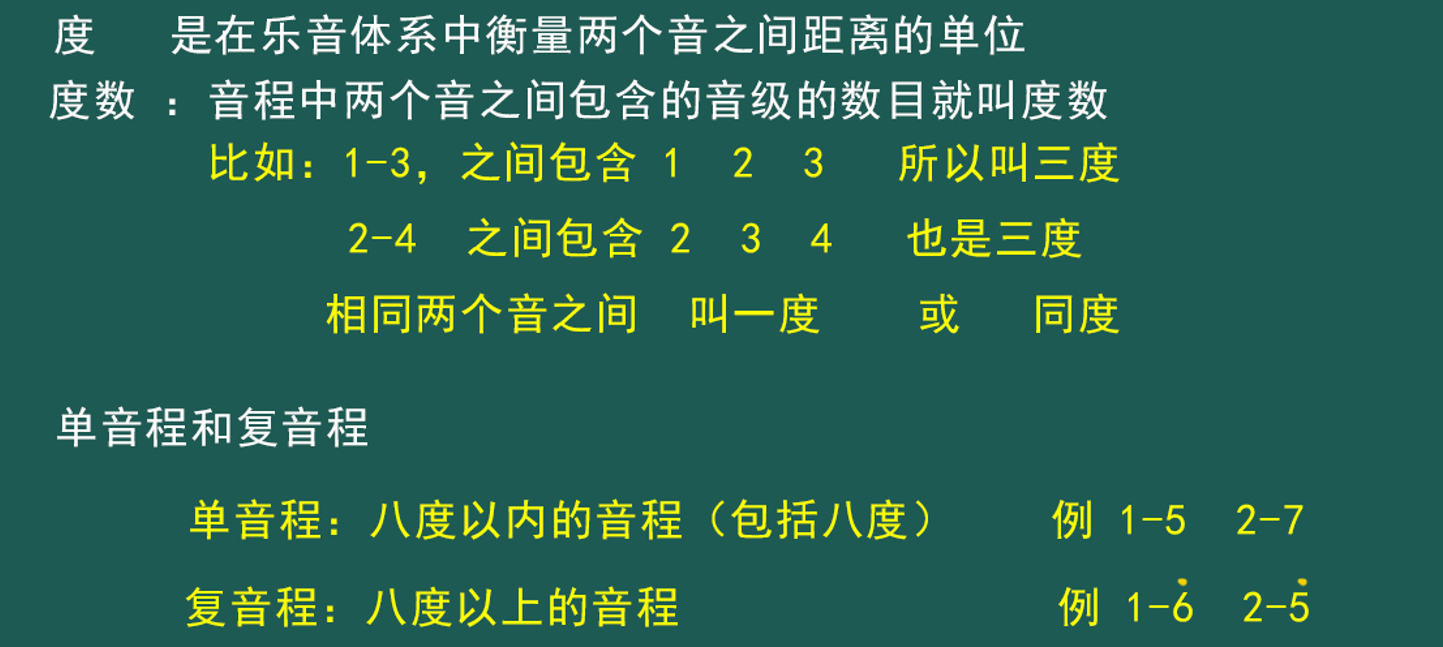 度 是在乐音体系中衡量两个音之间距离的单位
度数 ：音程中两个音之间包含的音级的数目就叫度数
比如：1-3，之间包含 1 2 3 所以叫三度
2-4 之间包含 2 3 4 也是三度
相同两个音之间 叫一度 或 同度
单音程和复音程
单音程：八度以内的音程（包括八度） 例 1-5 2-7
复音程：八度以上的音程 例 1-6̇ 2-5̇